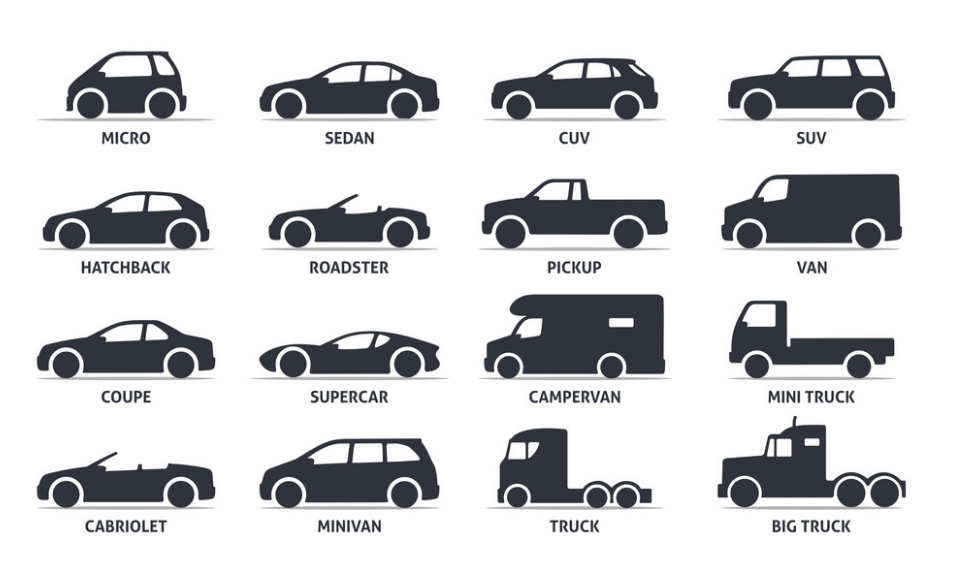 MICRO
SEDAN
CUV
SUV
HATCHBACK
ROADSTER
PICKUP
VAN
COUPE
SUPERCAR
CAMPERVAN
MINI TRUCK
CABRIOLET
MINIVAN
TRUCK
BIG TRUCK